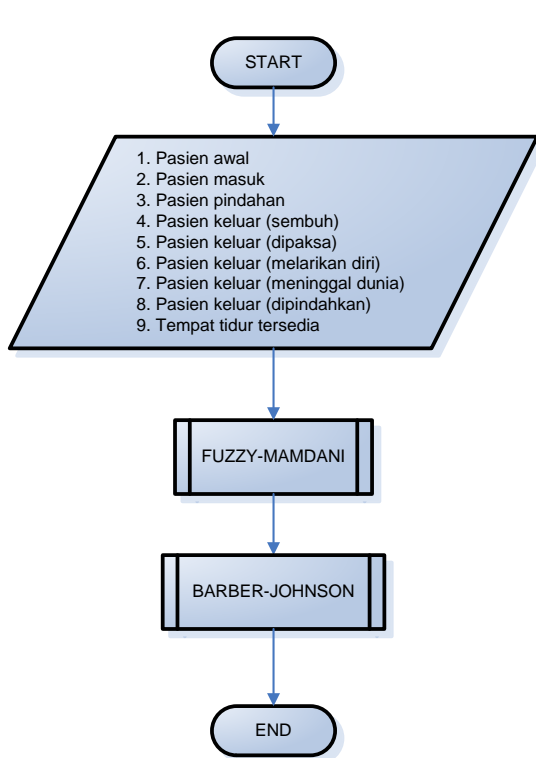 START
1. Pasien awal
2. Pasien masuk
3. Pasien pindahan
4. Pasien keluar (sembuh)
5. Pasien keluar (dipaksa)
6. Pasien keluar (melarikan diri)
7. Pasien keluar (meninggal dunia)
8. Pasien keluar (dipindahkan)
9. Tempat tidur tersedia
FUZZY-MAMDANI
BARBER-JOHNSON
END